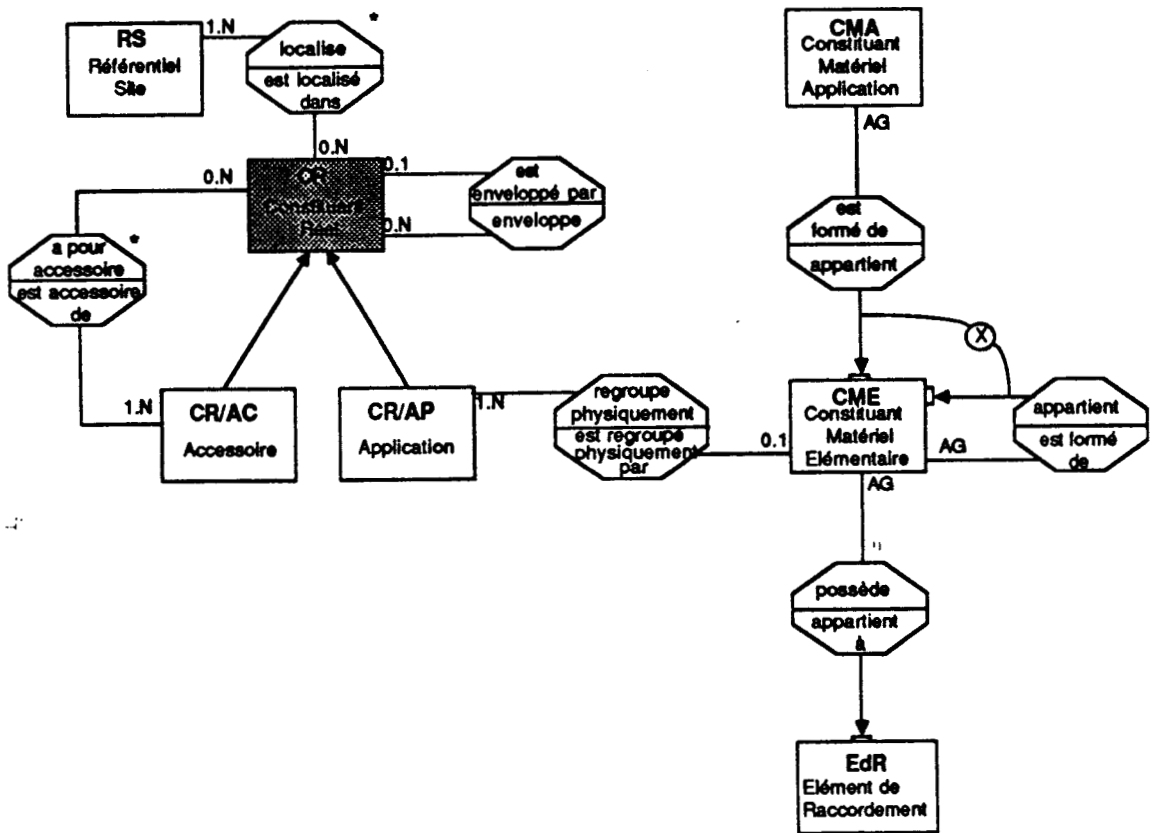 RS
Référentiel
Site
1.N
localise
est localisé
dans
*
0.N
CR
Constituant
Réel
0.1
0.N
est
enveloppé par
enveloppe
0.N
a pour
accessoire
est accessoire
de
*
1.N
CR/AC
Accessoire
CR/AP
Application
1.N
regroupe
physiquement
est regroupé
physiquement
par
0.1
CMA
Constituant
Matériel
Application
AG
est
formé de
appartient
X
CME
Constituant
Matériel
Elémentaire
appartient
est formé
de
AG
AG
possède
appartient
à
EdR
Elément de
Raccordement